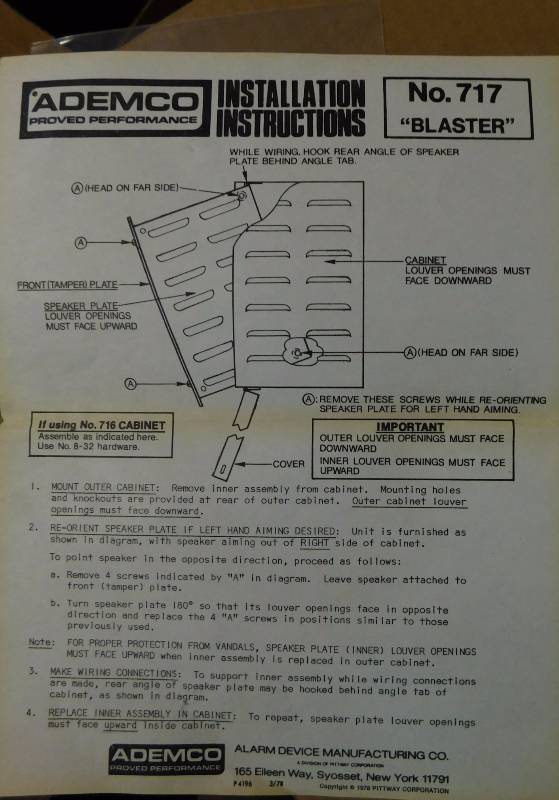 ADEMCO
PROVED PERFORMANCE
INSTALLATION
INSTRUCTIONS
No. 717
"BLASTER"
WHILE WIRING, HOOK REAR ANGLE OF SPEAKER
PLATE BEHIND ANGLE TAB.
A (HEAD ON FAR SIDE)
A
FRONT (TAMPER) PLATE
SPEAKER PLATE
LOUVER OPENINGS
MUST FACE UPWARD
A
CABINET
LOUVER OPENINGS MUST
FACE DOWNWARD
A (HEAD ON FAR SIDE)
A: REMOVE THESE SCREWS WHILE RE-ORIENTING
SPEAKER PLATE FOR LEFT HAND AIMING.
If using No. 716 CABINET
Assemble as indicated here.
Use No. 8-32 hardware.
COVER
IMPORTANT
OUTER LOUVER OPENINGS MUST FACE
DOWNWARD
INNER LOUVER OPENINGS MUST FACE
UPWARD
1. MOUNT OUTER CABINET: Remove inner assembly from cabinet. Mounting holes
and knockouts are provided at rear of outer cabinet. Outer cabinet louver
openings must face downward.
2. RE-ORIENT SPEAKER PLATE IF LEFT HAND AIMING DESIRED: Unit is furnished as
shown in diagram, with speaker aiming out of RIGHT side of cabinet.
To point speaker in the opposite direction, proceed as follows:
a. Remove 4 screws indicated by "A" in diagram. Leave speaker attached to
front (tamper) plate.
b. Turn speaker plate 180° so that its louver openings face in opposite
direction and replace the 4 "A" screws in positions similar to those
previously used.
Note: FOR PROPER PROTECTION FROM VANDALS, SPEAKER PLATE (INNER) LOUVER OPENINGS
MUST FACE UPWARD when inner assembly is replaced in outer cabinet.
3. MAKE WIRING CONNECTIONS: To support inner assembly while wiring connections
are made, rear angle of speaker plate may be hooked behind angle tab of
cabinet, as shown in diagram.
4. REPLACE INNER ASSEMBLY IN CABINET: To repeat, speaker plate louver openings
must face upward inside cabinet.
ADEMCO
PROVED PERFORMANCE
ALARM DEVICE MANUFACTURING CO.
A DIVISION OF PITTWAY CORPORATION
165 Eileen Way, Syosset, New York 11791
P4196 3/78 Copyright © 1978 PITTWAY CORPORATION